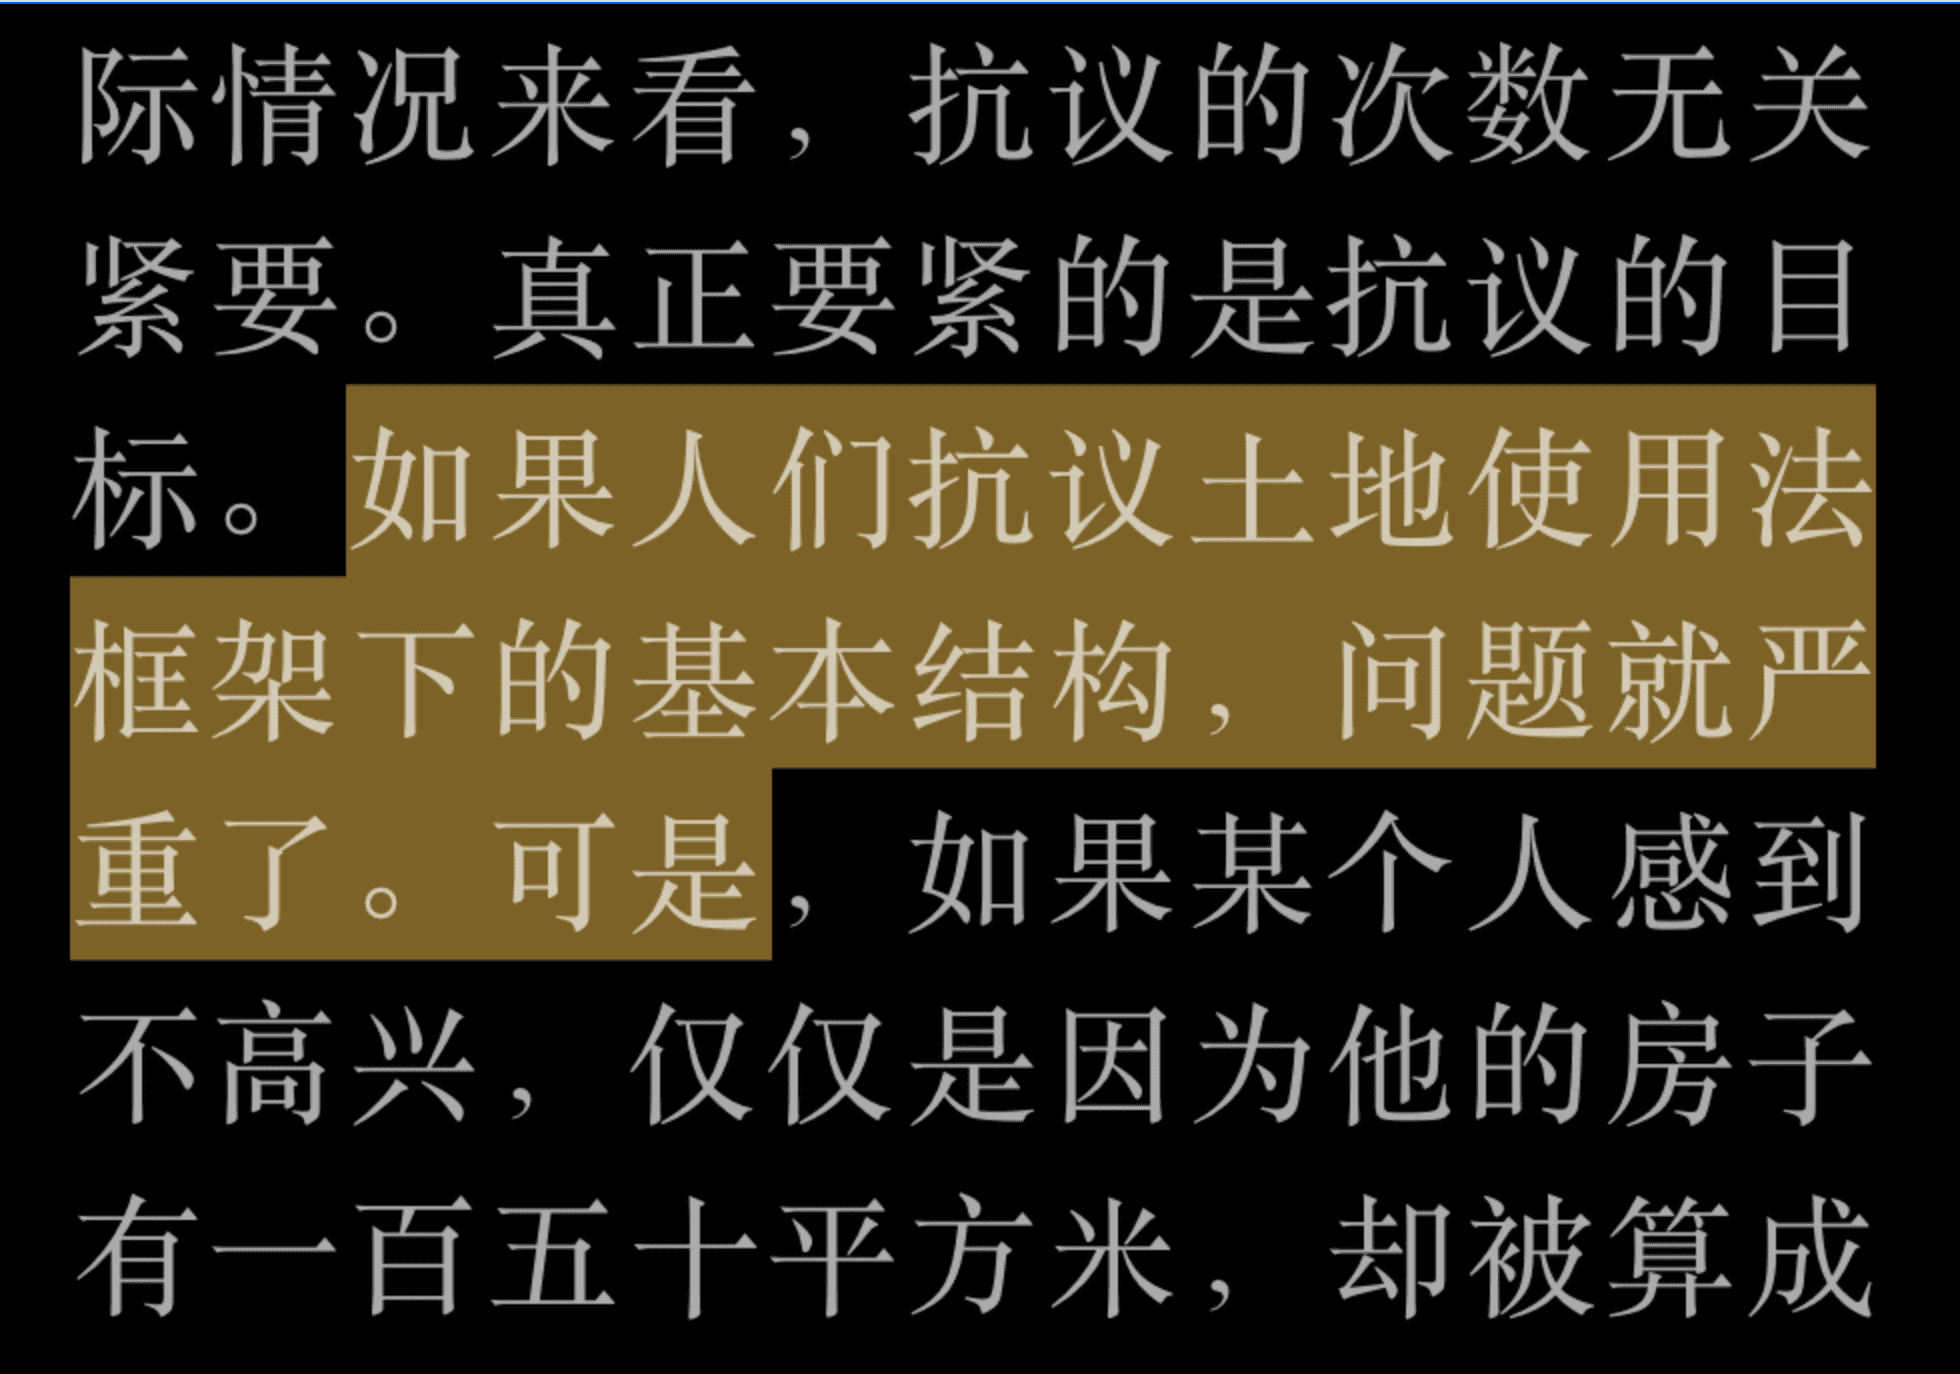 际情况来看，抗议的次数无关
紧要。真正要紧的是抗议的目
标。如果人们抗议土地使用法
框架下的基本结构，问题就严
重了。可是，如果某个人感到
不高兴，仅仅是因为他的房子
有一百五十平方米，却被算成